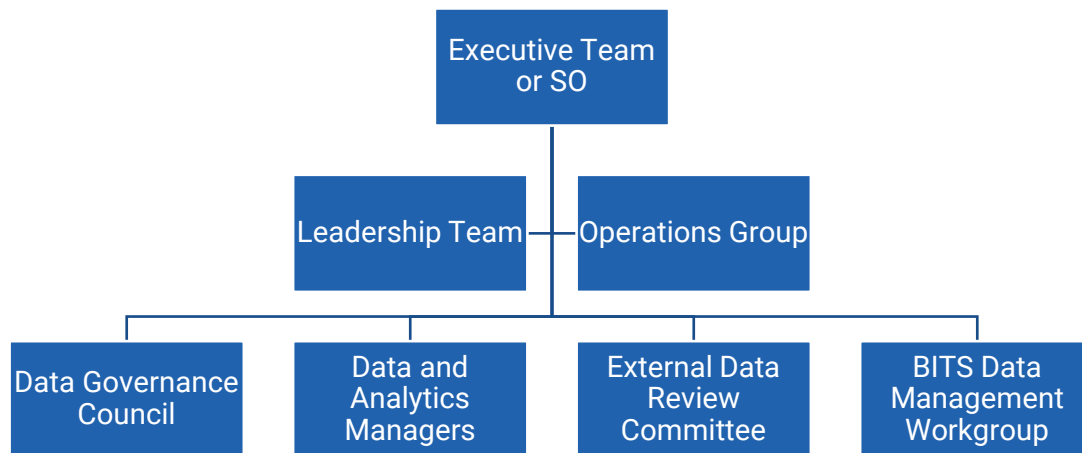 Executive Team
or SO
Leadership Team
Operations Group
Data Governance
Council
Data and
Analytics
Managers
External Data
Review
Committee
BITS Data
Management
Workgroup